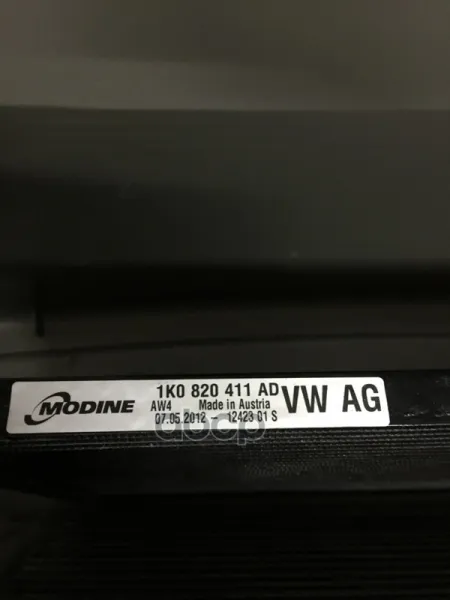 MODINE
1K0 820 411 AD
AW4 Made in Austria
07.05.2012 - 12423 01 S
VW AG